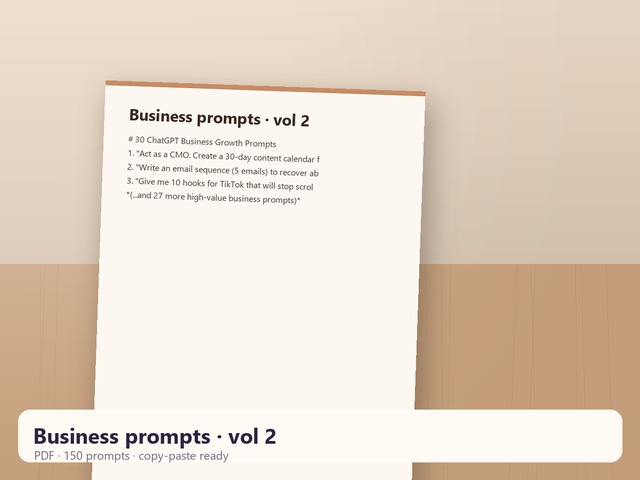 Business prompts · vol 2
# 30 ChatGPT Business Growth Prompts
1. "Act as a CMO. Create a 30-day content calendar f
2. "Write an email sequence (5 emails) to recover ab
3. "Give me 10 hooks for TikTok that will stop scrol
*(...and 27 more high-value business prompts)*
Business prompts · vol 2
PDF · 150 prompts · copy-paste ready